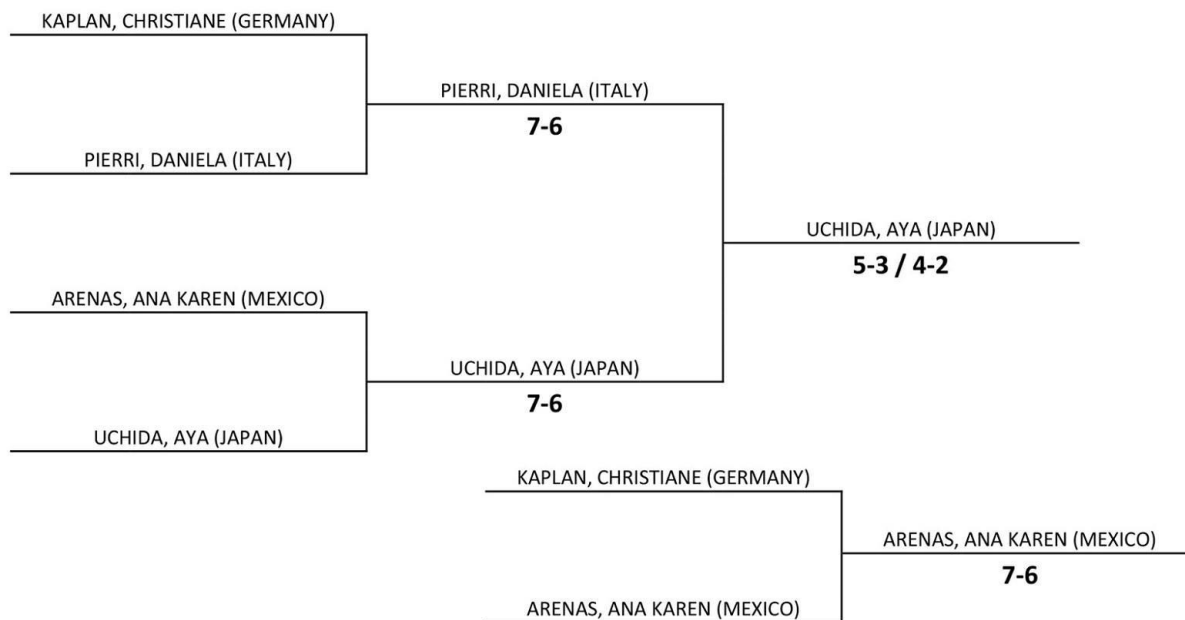 KAPLAN, CHRISTIANE (GERMANY)
PIERRI, DANIELA (ITALY)
7-6
PIERRI, DANIELA (ITALY)
UCHIDA, AYA (JAPAN)
5-3 / 4-2
ARENAS, ANA KAREN (MEXICO)
UCHIDA, AYA (JAPAN)
7-6
UCHIDA, AYA (JAPAN)
KAPLAN, CHRISTIANE (GERMANY)
ARENAS, ANA KAREN (MEXICO)
7-6
ARENAS, ANA KAREN (MEXICO)